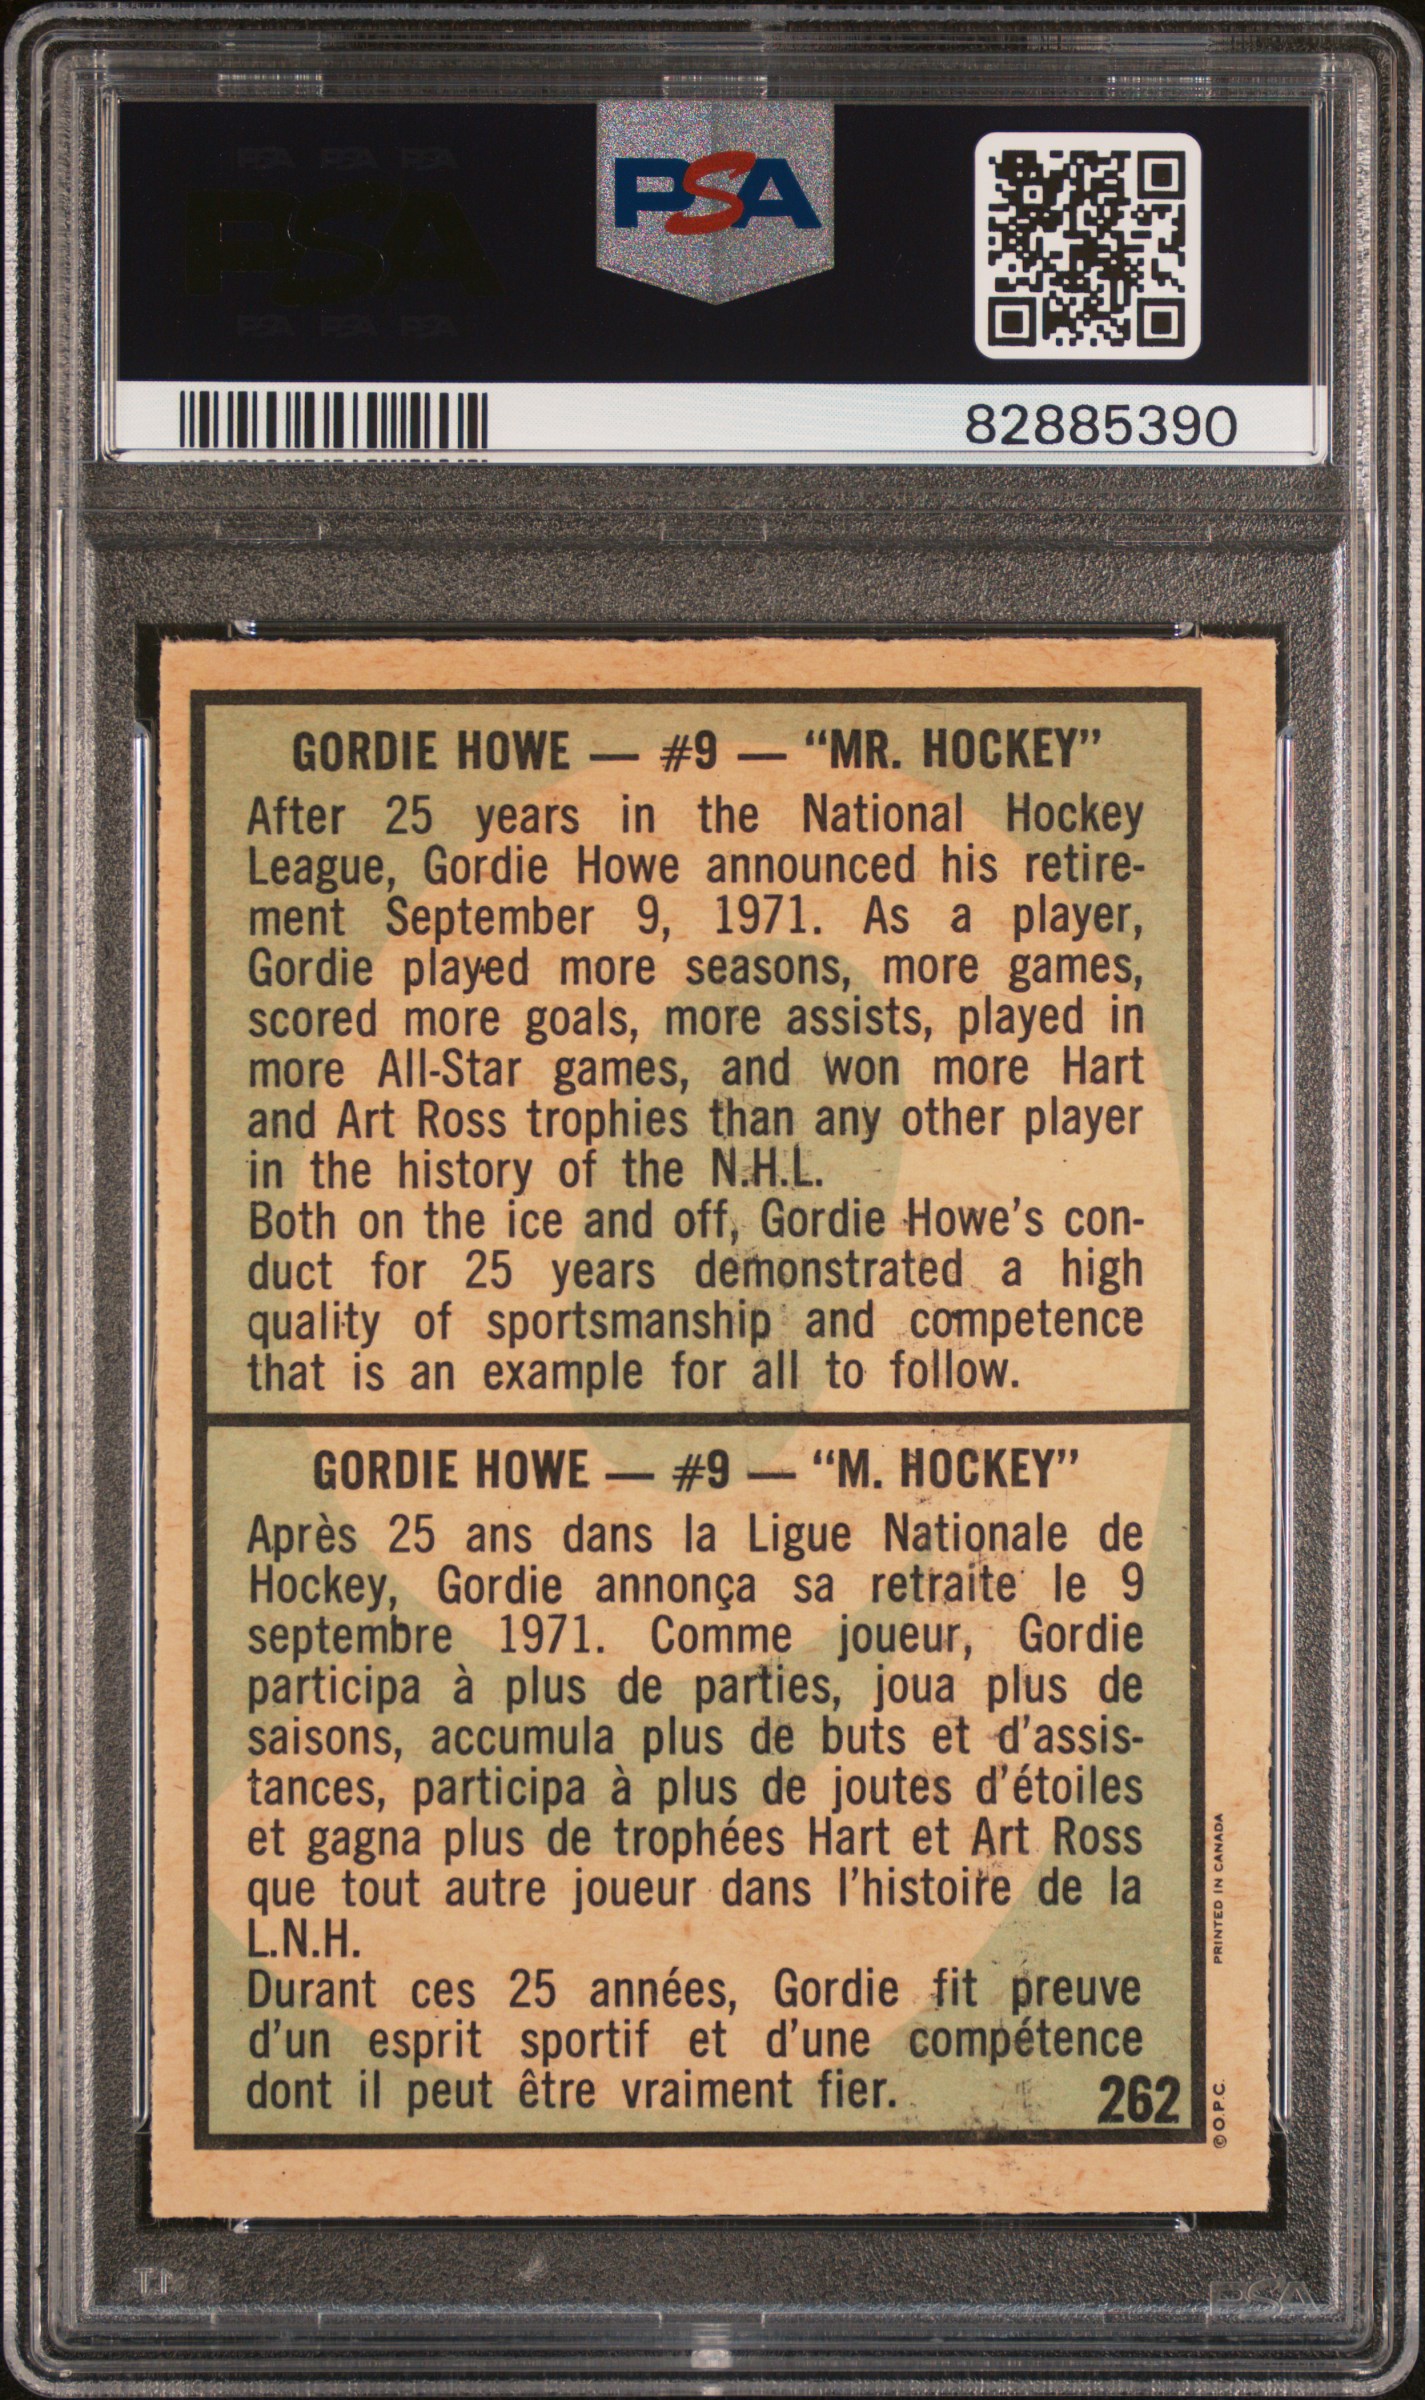 PSA
82885390
GORDIE HOWE — #9 — “MR. HOCKEY”
After 25 years in the National Hockey
League, Gordie Howe announced his retire-
ment September 9, 1971. As a player,
Gordie played more seasons, more games,
scored more goals, more assists, played in
more All-Star games, and won more Hart
and Art Ross trophies than any other player
in the history of the N.H.L.
Both on the ice and off, Gordie Howe’s con-
duct for 25 years demonstrated a high
quality of sportsmanship and competence
that is an example for all to follow.
GORDIE HOWE — #9 — “M. HOCKEY”
Après 25 ans dans la Ligue Nationale de
Hockey, Gordie annonça sa retraite le 9
septembre 1971. Comme joueur, Gordie
participa à plus de parties, joua plus de
saisons, accumula plus de buts et d’assis-
tances, participa à plus de joutes d’étoiles
et gagna plus de trophées Hart et Art Ross
que tout autre joueur dans l’histoire de la
L.N.H.
Durant ces 25 années, Gordie fit preuve
d’un esprit sportif et d’une compétence
dont il peut être vraiment fier.
262
©O.P.C.
PRINTED IN CANADA
PSA